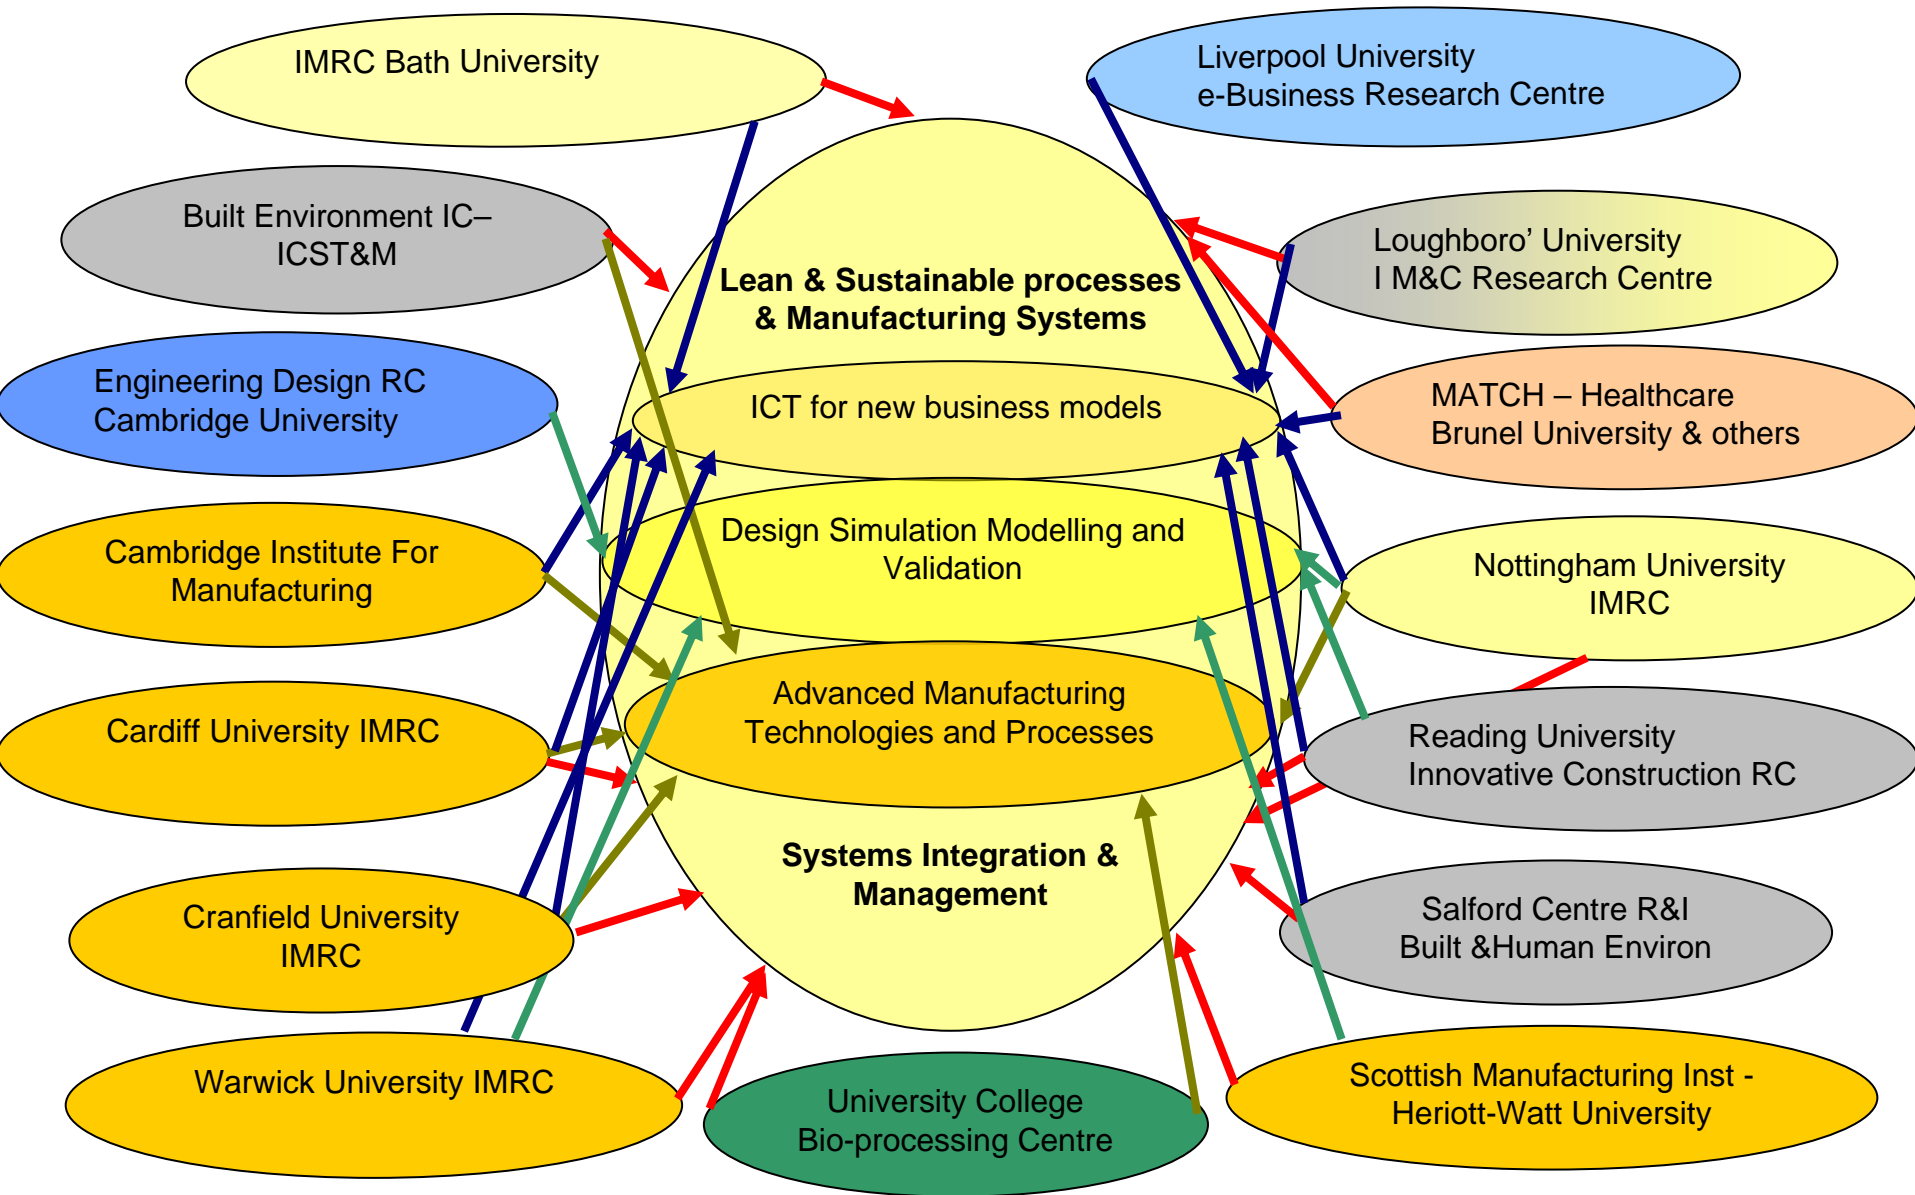 IMRC Bath University
Liverpool University
e-Business Research Centre
Built Environment IC–
ICST&M
Loughboro’ University
I M&C Research Centre
Lean & Sustainable processes
& Manufacturing Systems
Engineering Design RC
Cambridge University
ICT for new business models
MATCH – Healthcare
Brunel University & others
Cambridge Institute For
Manufacturing
Design Simulation Modelling and
Validation
Nottingham University
IMRC
Cardiff University IMRC
Advanced Manufacturing
Technologies and Processes
Reading University
Innovative Construction RC
Cranfield University
IMRC
Systems Integration &
Management
Salford Centre R&I
Built &Human Environ
Warwick University IMRC
University College
Bio-processing Centre
Scottish Manufacturing Inst -
Heriott-Watt University